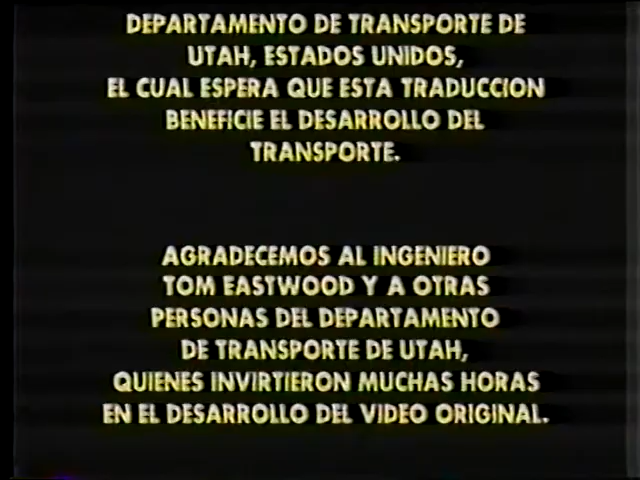 DEPARTAMENTO DE TRANSPORTE DE
UTAH, ESTADOS UNIDOS,
EL CUAL ESPERA QUE ESTA TRADUCCION
BENEFICIE EL DESARROLLO DEL
TRANSPORTE.
AGRADECEMOS AL INGENIERO
TOM EASTWOOD Y A OTRAS
PERSONAS DEL DEPARTAMENTO
DE TRANSPORTE DE UTAH,
QUIENES INVIRTIERON MUCHAS HORAS
EN EL DESARROLLO DEL VIDEO ORIGINAL.